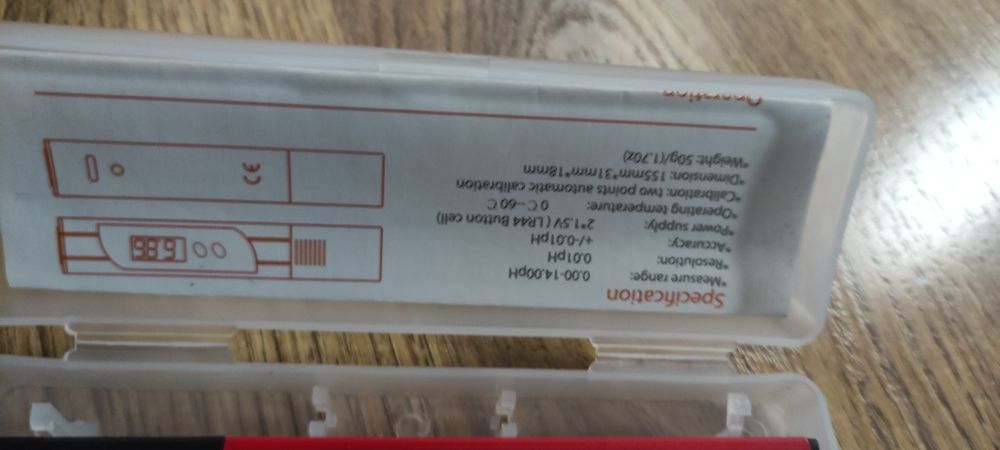 Specification
*Measure range: 0.00-14.00pH
*Resolution: 0.01pH
*Accuracy: +/-0.01pH
*Power supply: 2*1.5V (LR44 Button cell)
*Operating temperature: 0℃~60℃
*Calibration: two points automatic calibration
*Dimension: 155mm*31mm*18mm
*Weight: 50g/(1.70z)
Operation
CE